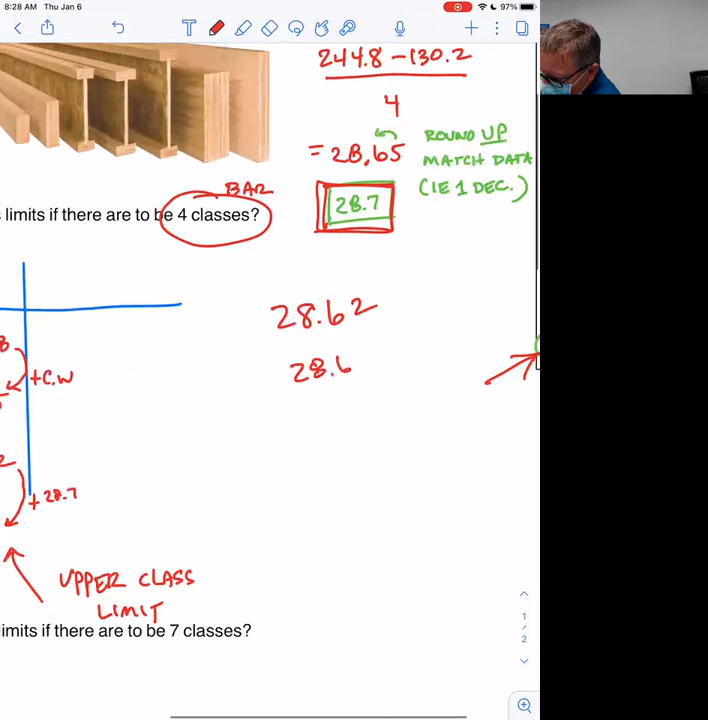 8:28 AM Thu Jan 6
97%
244.8 – 130.2
4
= 28.65
ROUND UP
MATCH DATA
(IE 1 DEC.)
28.7
BAR
limits if there are to be 4 classes?
28.62
28.6
+C.W
+28.7
UPPER CLASS
LIMIT
limits if there are to be 7 classes?
1
/
2